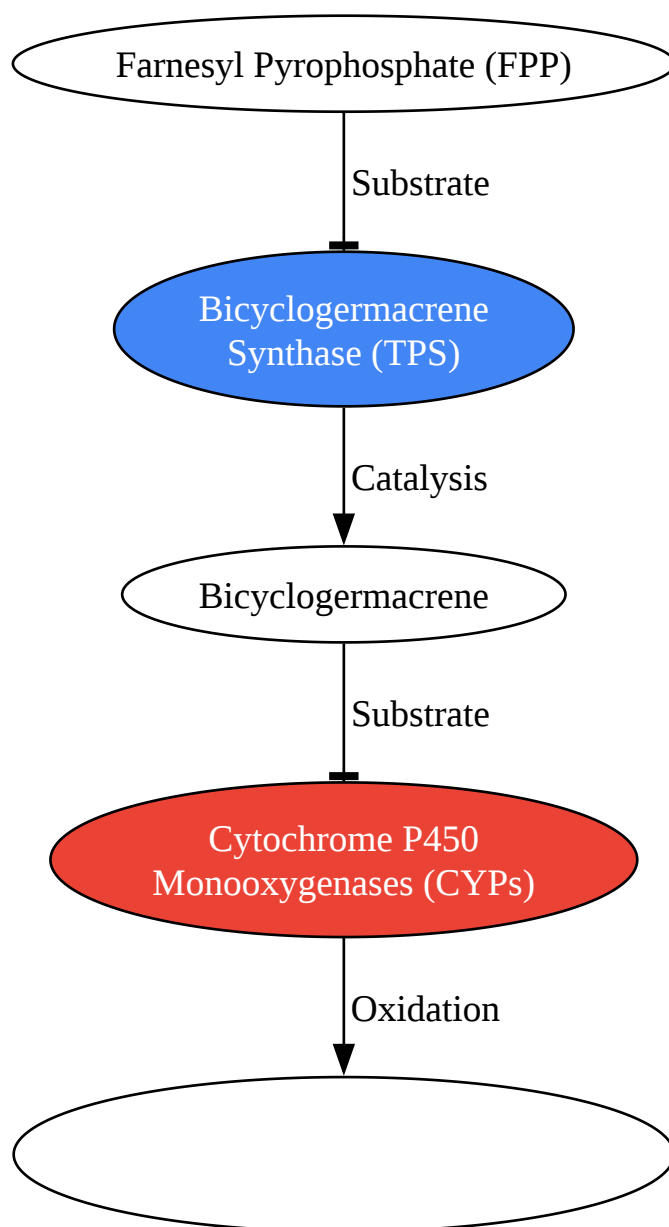 Farnesyl Pyrophosphate (FPP)
Substrate
Bicyclogermacrene
Synthase (TPS)
Catalysis
Bicyclogermacrene
Substrate
Cytochrome P450
Monooxygenases (CYPs)
Oxidation